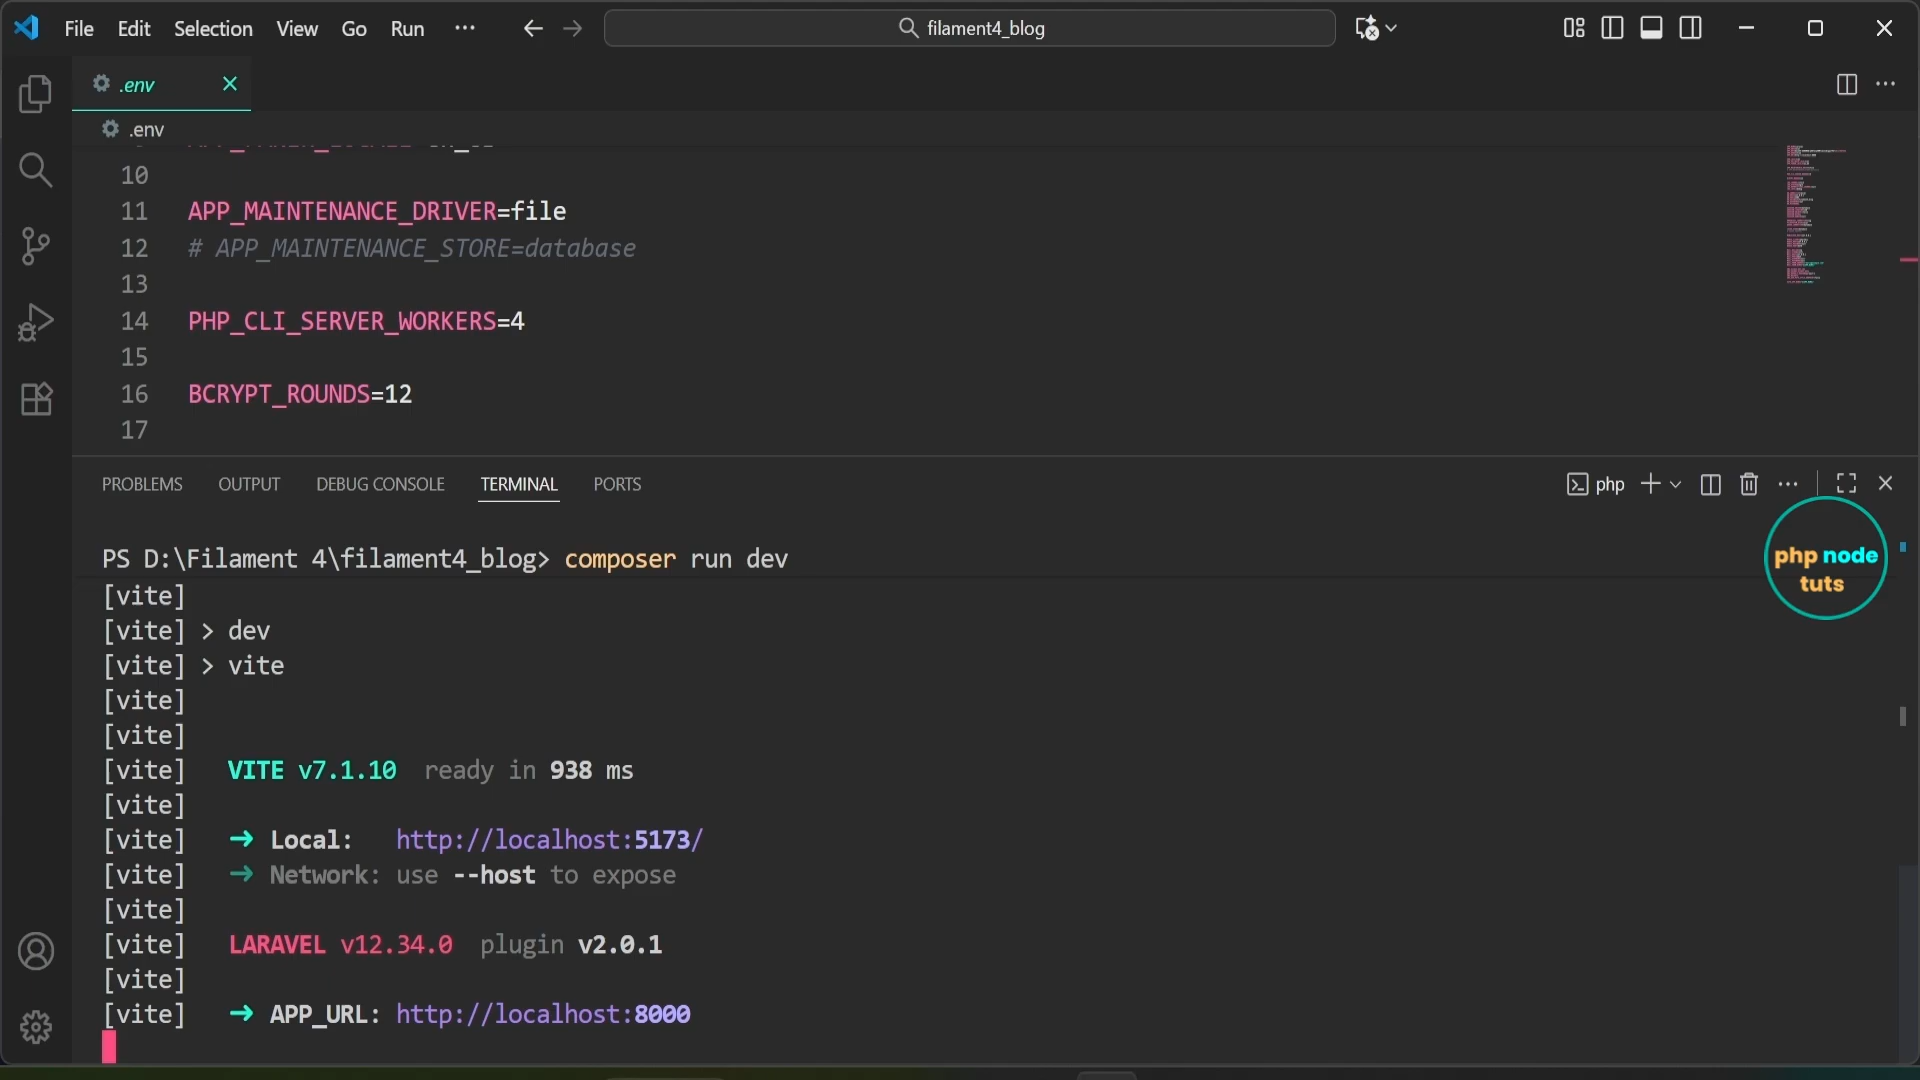 File Edit Selection View Go Run ··· filament4_blog
.env
.env
10
11 APP_MAINTENANCE_DRIVER=file
12 # APP_MAINTENANCE_STORE=database
13
14 PHP_CLI_SERVER_WORKERS=4
15
16 BCRYPT_ROUNDS=12
17
PROBLEMS OUTPUT DEBUG CONSOLE TERMINAL PORTS php
PS D:\Filament 4\filament4_blog> composer run dev
php node
tuts
[vite]
[vite] > dev
[vite] > vite
[vite]
[vite]
[vite] VITE v7.1.10 ready in 938 ms
[vite]
[vite] ➜ Local: http://localhost:5173/
[vite] ➜ Network: use --host to expose
[vite]
[vite] LARAVEL v12.34.0 plugin v2.0.1
[vite]
[vite] ➜ APP_URL: http://localhost:8000